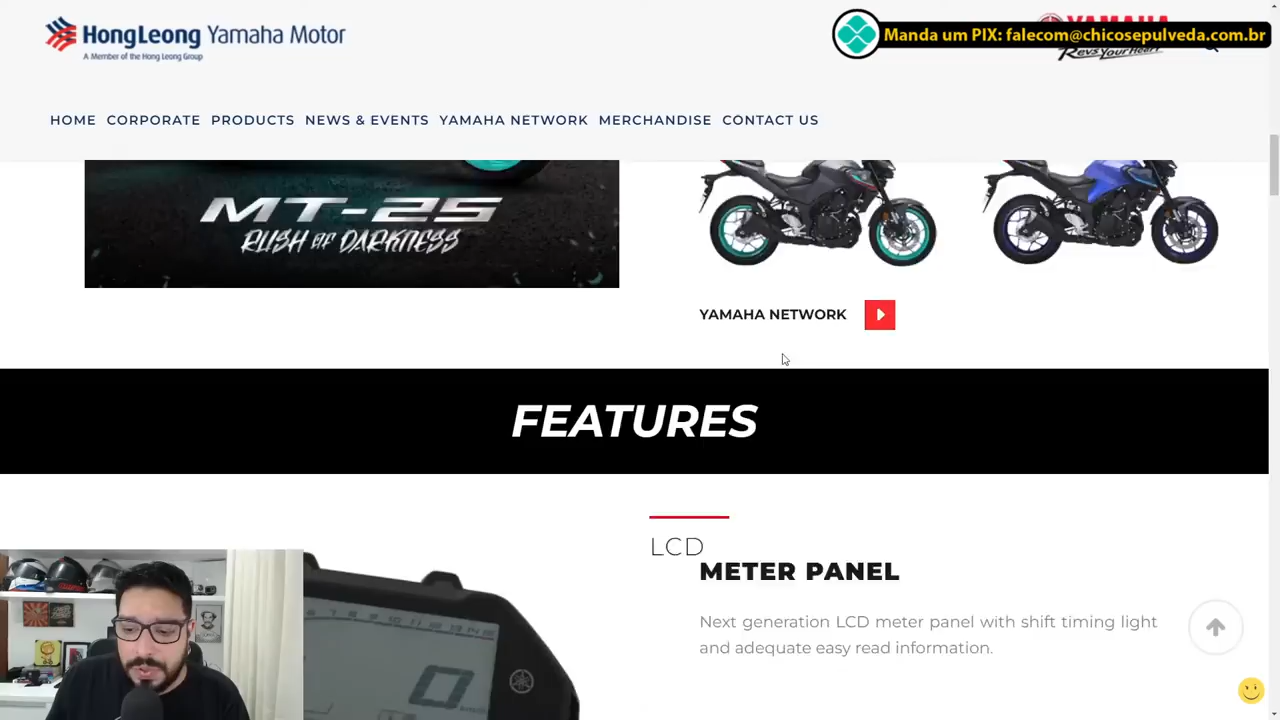 HongLeong Yamaha Motor
A Member of the Hong Leong Group
YAMAHA
Revs Your Heart
Manda um PIX: falecom@chicosepulveda.com.br
HOME CORPORATE PRODUCTS NEWS & EVENTS YAMAHA NETWORK MERCHANDISE CONTACT US
MT-25
RUSH OF DARKNESS
YAMAHA NETWORK
FEATURES
LCD
METER PANEL
Next generation LCD meter panel with shift timing light
and adequate easy read information.
0